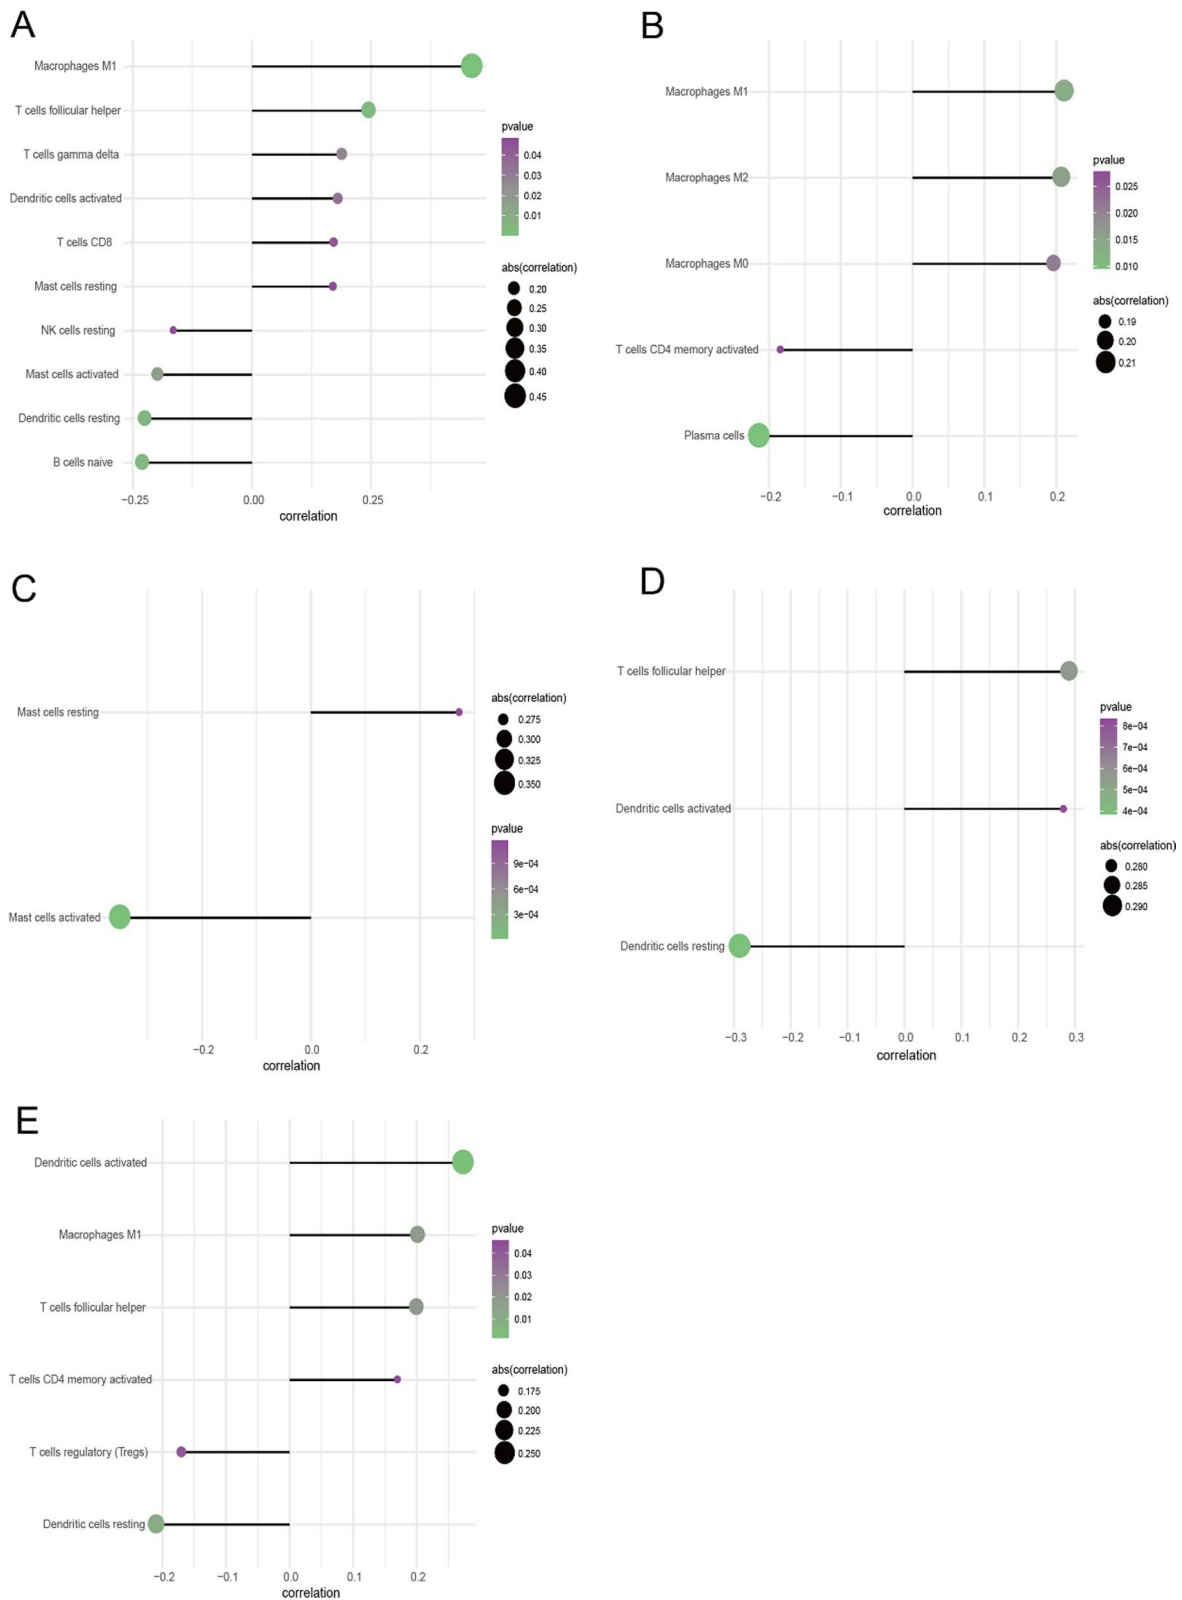 A
Macrophages M1
T cells follicular helper
T cells gamma delta
Dendritic cells activated
T cells CD8
Mast cells resting
NK cells resting
Mast cells activated
Dendritic cells resting
B cells naive
−0.25 0.00 0.25
correlation
pvalue
0.04
0.03
0.02
0.01
abs(correlation)
0.20
0.25
0.30
0.35
0.40
0.45
B
Macrophages M1
Macrophages M2
Macrophages M0
T cells CD4 memory activated
Plasma cells
−0.2 −0.1 0.0 0.1 0.2
correlation
pvalue
0.025
0.020
0.015
0.010
abs(correlation)
0.19
0.20
0.21
C
Mast cells resting
Mast cells activated
−0.2 0.0 0.2
correlation
abs(correlation)
0.275
0.300
0.325
0.350
pvalue
9e−04
6e−04
3e−04
D
T cells follicular helper
Dendritic cells activated
Dendritic cells resting
−0.3 −0.2 −0.1 0.0 0.1 0.2 0.3
correlation
pvalue
8e−04
7e−04
6e−04
5e−04
4e−04
abs(correlation)
0.280
0.285
0.290
E
Dendritic cells activated
Macrophages M1
T cells follicular helper
T cells CD4 memory activated
T cells regulatory (Tregs)
Dendritic cells resting
−0.2 −0.1 0.0 0.1 0.2
correlation
pvalue
0.04
0.03
0.02
0.01
abs(correlation)
0.175
0.200
0.225
0.250